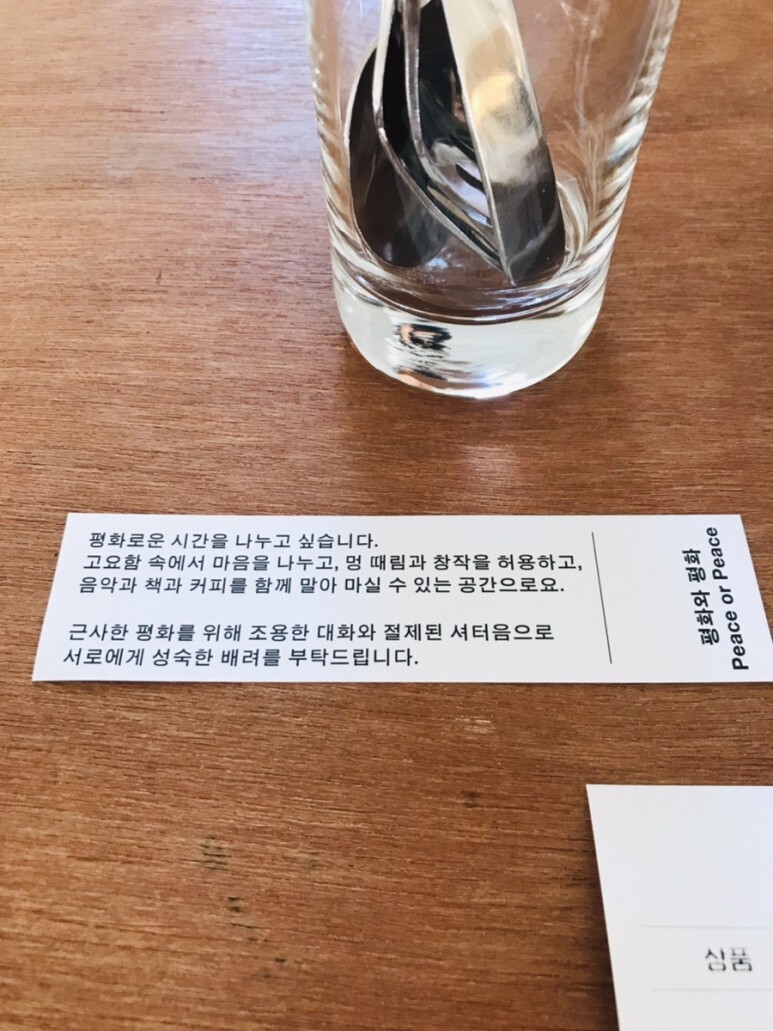 평화로운 시간을 나누고 싶습니다.
고요함 속에서 마음을 나누고, 멍 때림과 창작을 허용하고,
음악과 책과 커피를 함께 말아 마실 수 있는 공간으로요.
근사한 평화를 위해 조용한 대화와 절제된 셔터음으로
서로에게 성숙한 배려를 부탁드립니다.
평화와 평화
Peace or Peace
상품